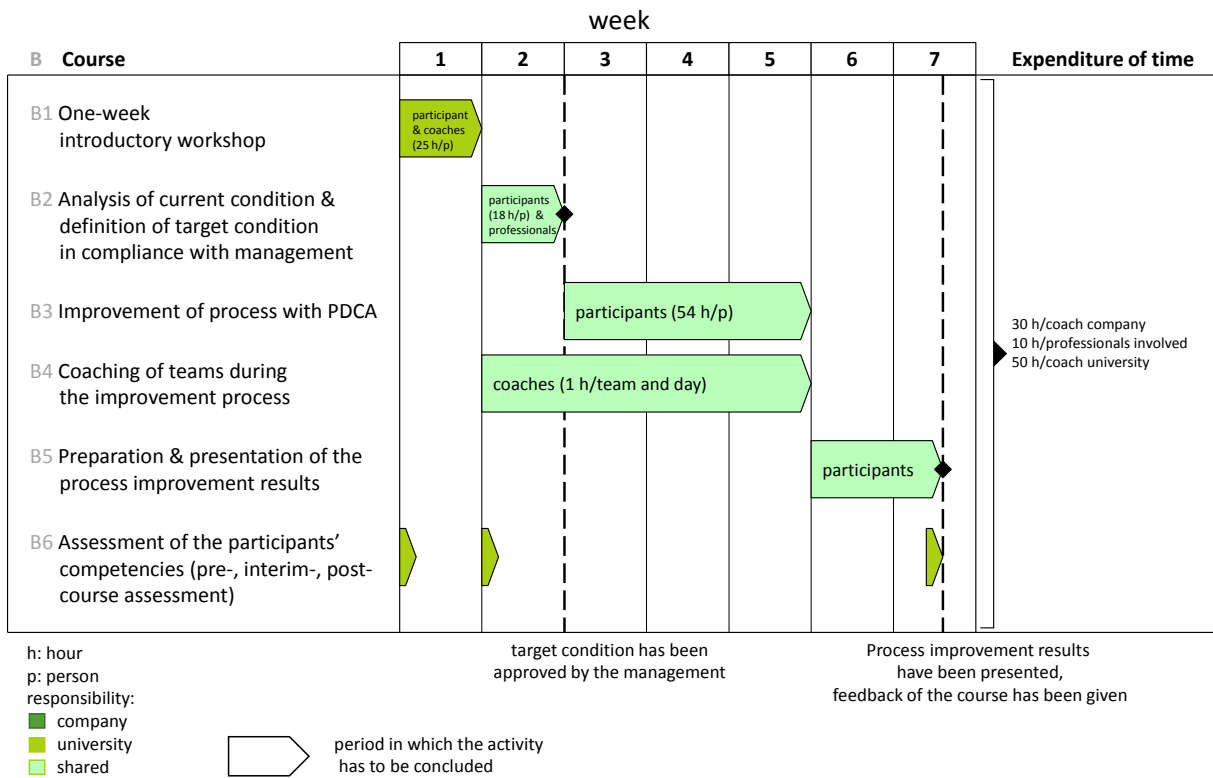 week
B Course 1 2 3 4 5 6 7 Expenditure of time
B1 One-week
introductory workshop
participant
& coaches
(25 h/p)
B2 Analysis of current condition &
definition of target condition
in compliance with management
participants
(18 h/p) &
professionals
B3 Improvement of process with PDCA
participants (54 h/p)
B4 Coaching of teams during
the improvement process
coaches (1 h/team and day)
30 h/coach company
10 h/professionals involved
50 h/coach university
B5 Preparation & presentation of the
process improvement results
participants
B6 Assessment of the participants’
competencies (pre-, interim-, post-
course assessment)
target condition has been
approved by the management
Process improvement results
have been presented,
feedback of the course has been given
h: hour
p: person
responsibility:
company
university
shared
period in which the activity
has to be concluded